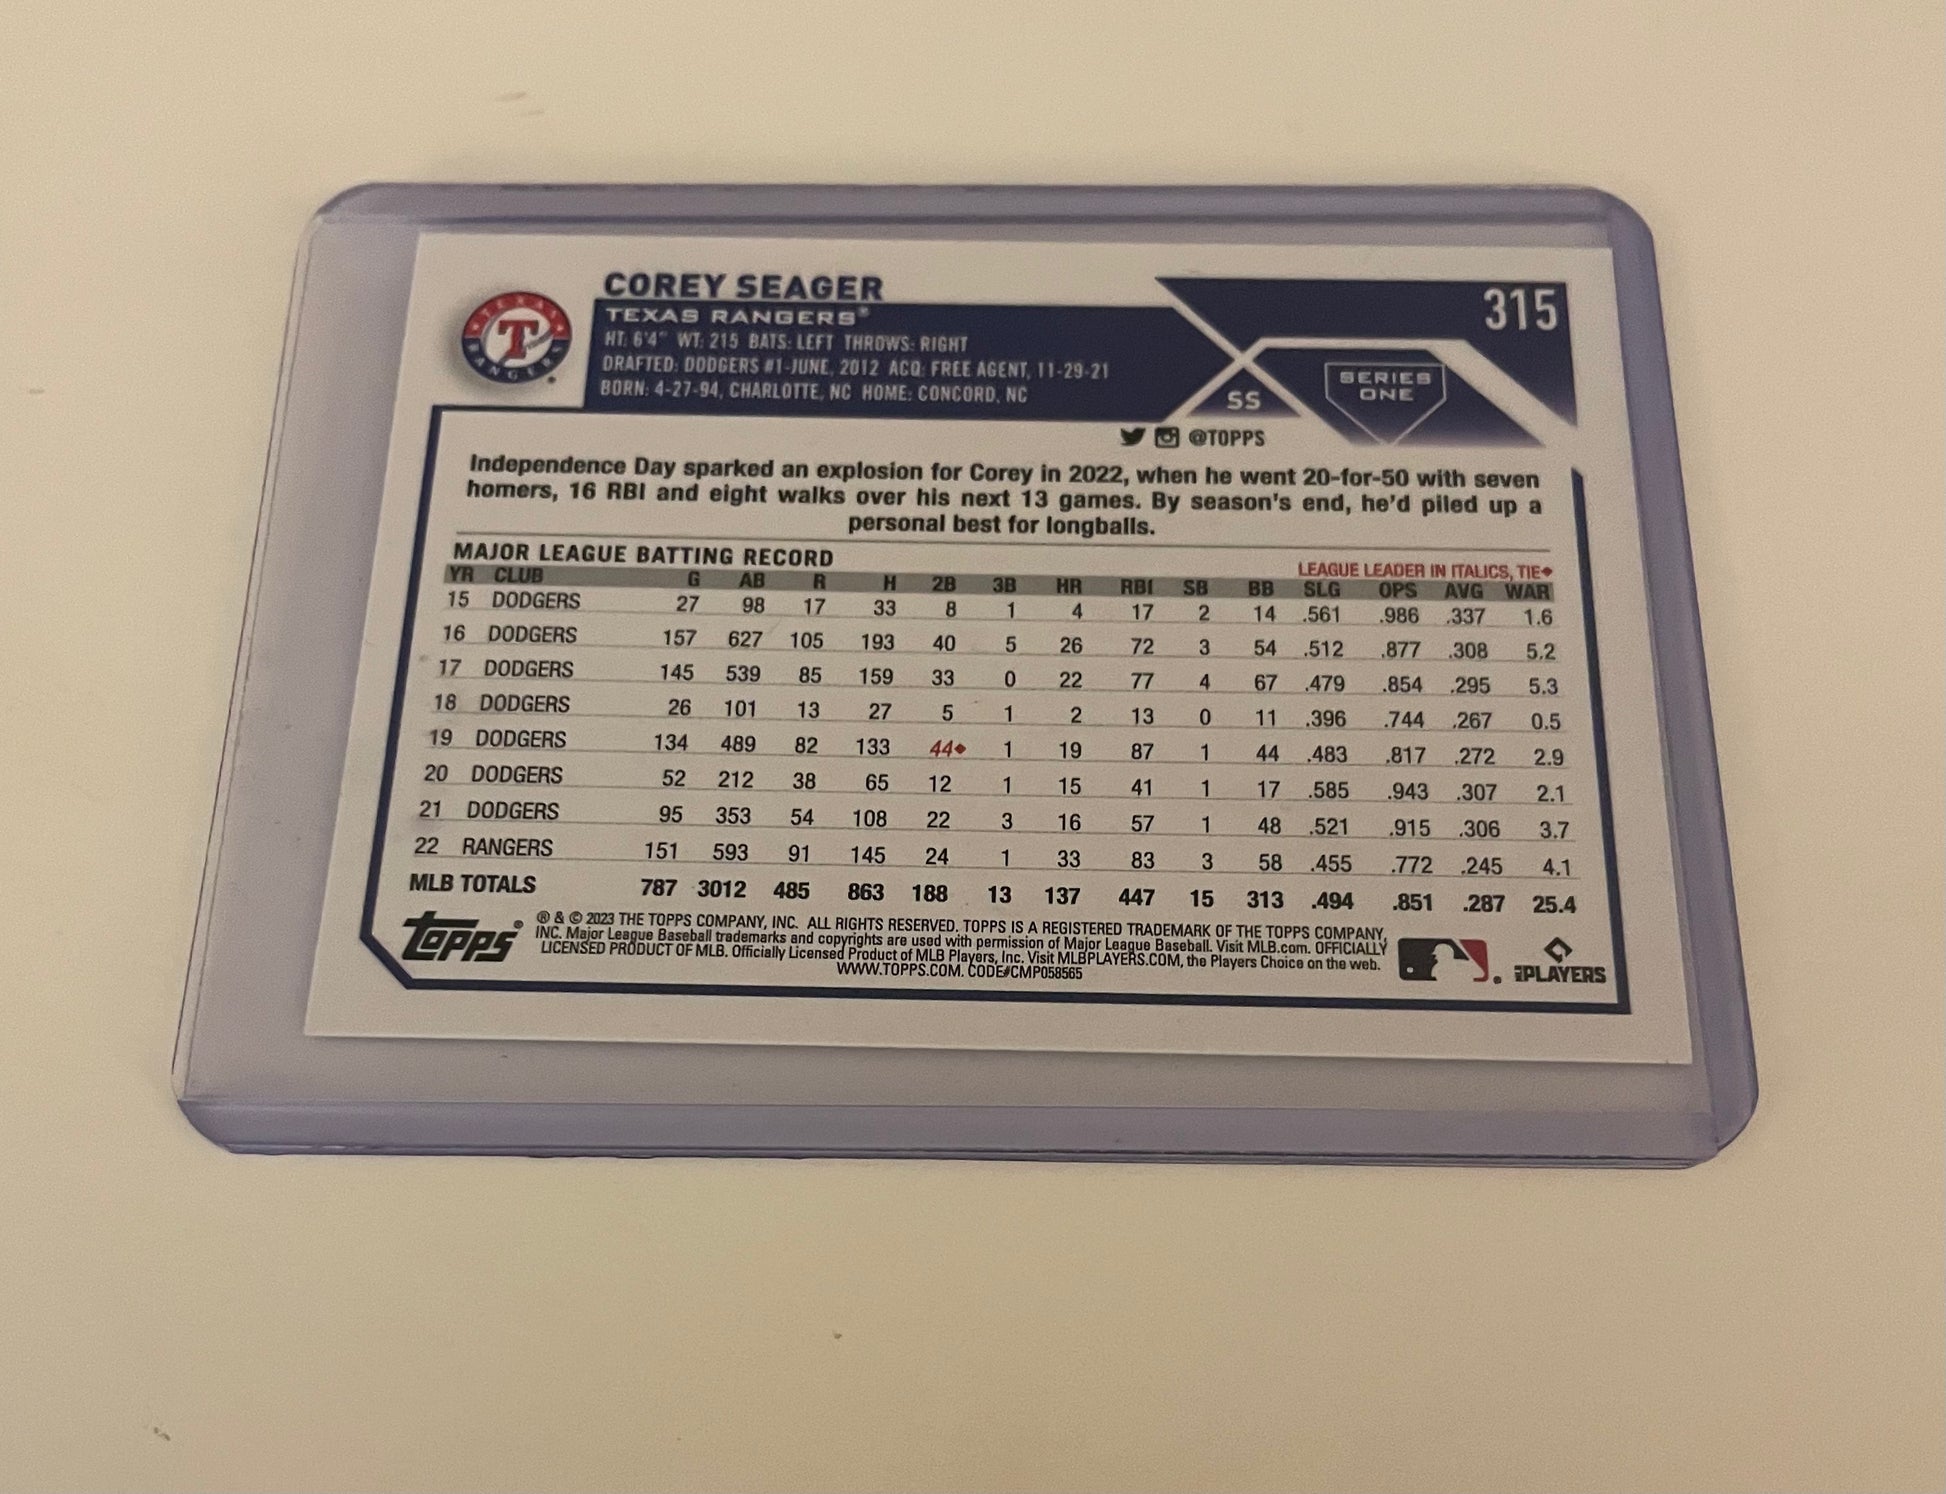 COREY SEAGER
315
TEXAS RANGERS®
HT: 6'4" WT: 215 BATS: LEFT THROWS: RIGHT
DRAFTED: DODGERS #1-JUNE, 2012 ACQ: FREE AGENT, 11-29-21
BORN: 4-27-94, CHARLOTTE, NC HOME: CONCORD, NC
TEXAS T RANGERS
SS
SERIES
ONE
@TOPPS
Independence Day sparked an explosion for Corey in 2022, when he went 20-for-50 with seven
homers, 16 RBI and eight walks over his next 13 games. By season's end, he'd piled up a
personal best for longballs.
MAJOR LEAGUE BATTING RECORD
LEAGUE LEADER IN ITALICS, TIE◆
YR CLUB G AB R H 2B 3B HR RBI SB BB SLG OPS AVG WAR
15 DODGERS 27 98 17 33 8 1 4 17 2 14 .561 .986 .337 1.6
16 DODGERS 157 627 105 193 40 5 26 72 3 54 .512 .877 .308 5.2
17 DODGERS 145 539 85 159 33 0 22 77 4 67 .479 .854 .295 5.3
18 DODGERS 26 101 13 27 5 1 2 13 0 11 .396 .744 .267 0.5
19 DODGERS 134 489 82 133 44◆ 1 19 87 1 44 .483 .817 .272 2.9
20 DODGERS 52 212 38 65 12 1 15 41 1 17 .585 .943 .307 2.1
21 DODGERS 95 353 54 108 22 3 16 57 1 48 .521 .915 .306 3.7
22 RANGERS 151 593 91 145 24 1 33 83 3 58 .455 .772 .245 4.1
MLB TOTALS 787 3012 485 863 188 13 137 447 15 313 .494 .851 .287 25.4
topps®
® & © 2023 THE TOPPS COMPANY, INC. ALL RIGHTS RESERVED. TOPPS IS A REGISTERED TRADEMARK OF THE TOPPS COMPANY,
INC. Major League Baseball trademarks and copyrights are used with permission of Major League Baseball. Visit MLB.com. OFFICIALLY
LICENSED PRODUCT OF MLB. Officially Licensed Product of MLB Players, Inc. Visit MLBPLAYERS.COM, the Players Choice on the web.
WWW.TOPPS.COM. CODE#CMP058565
MLB PLAYERS